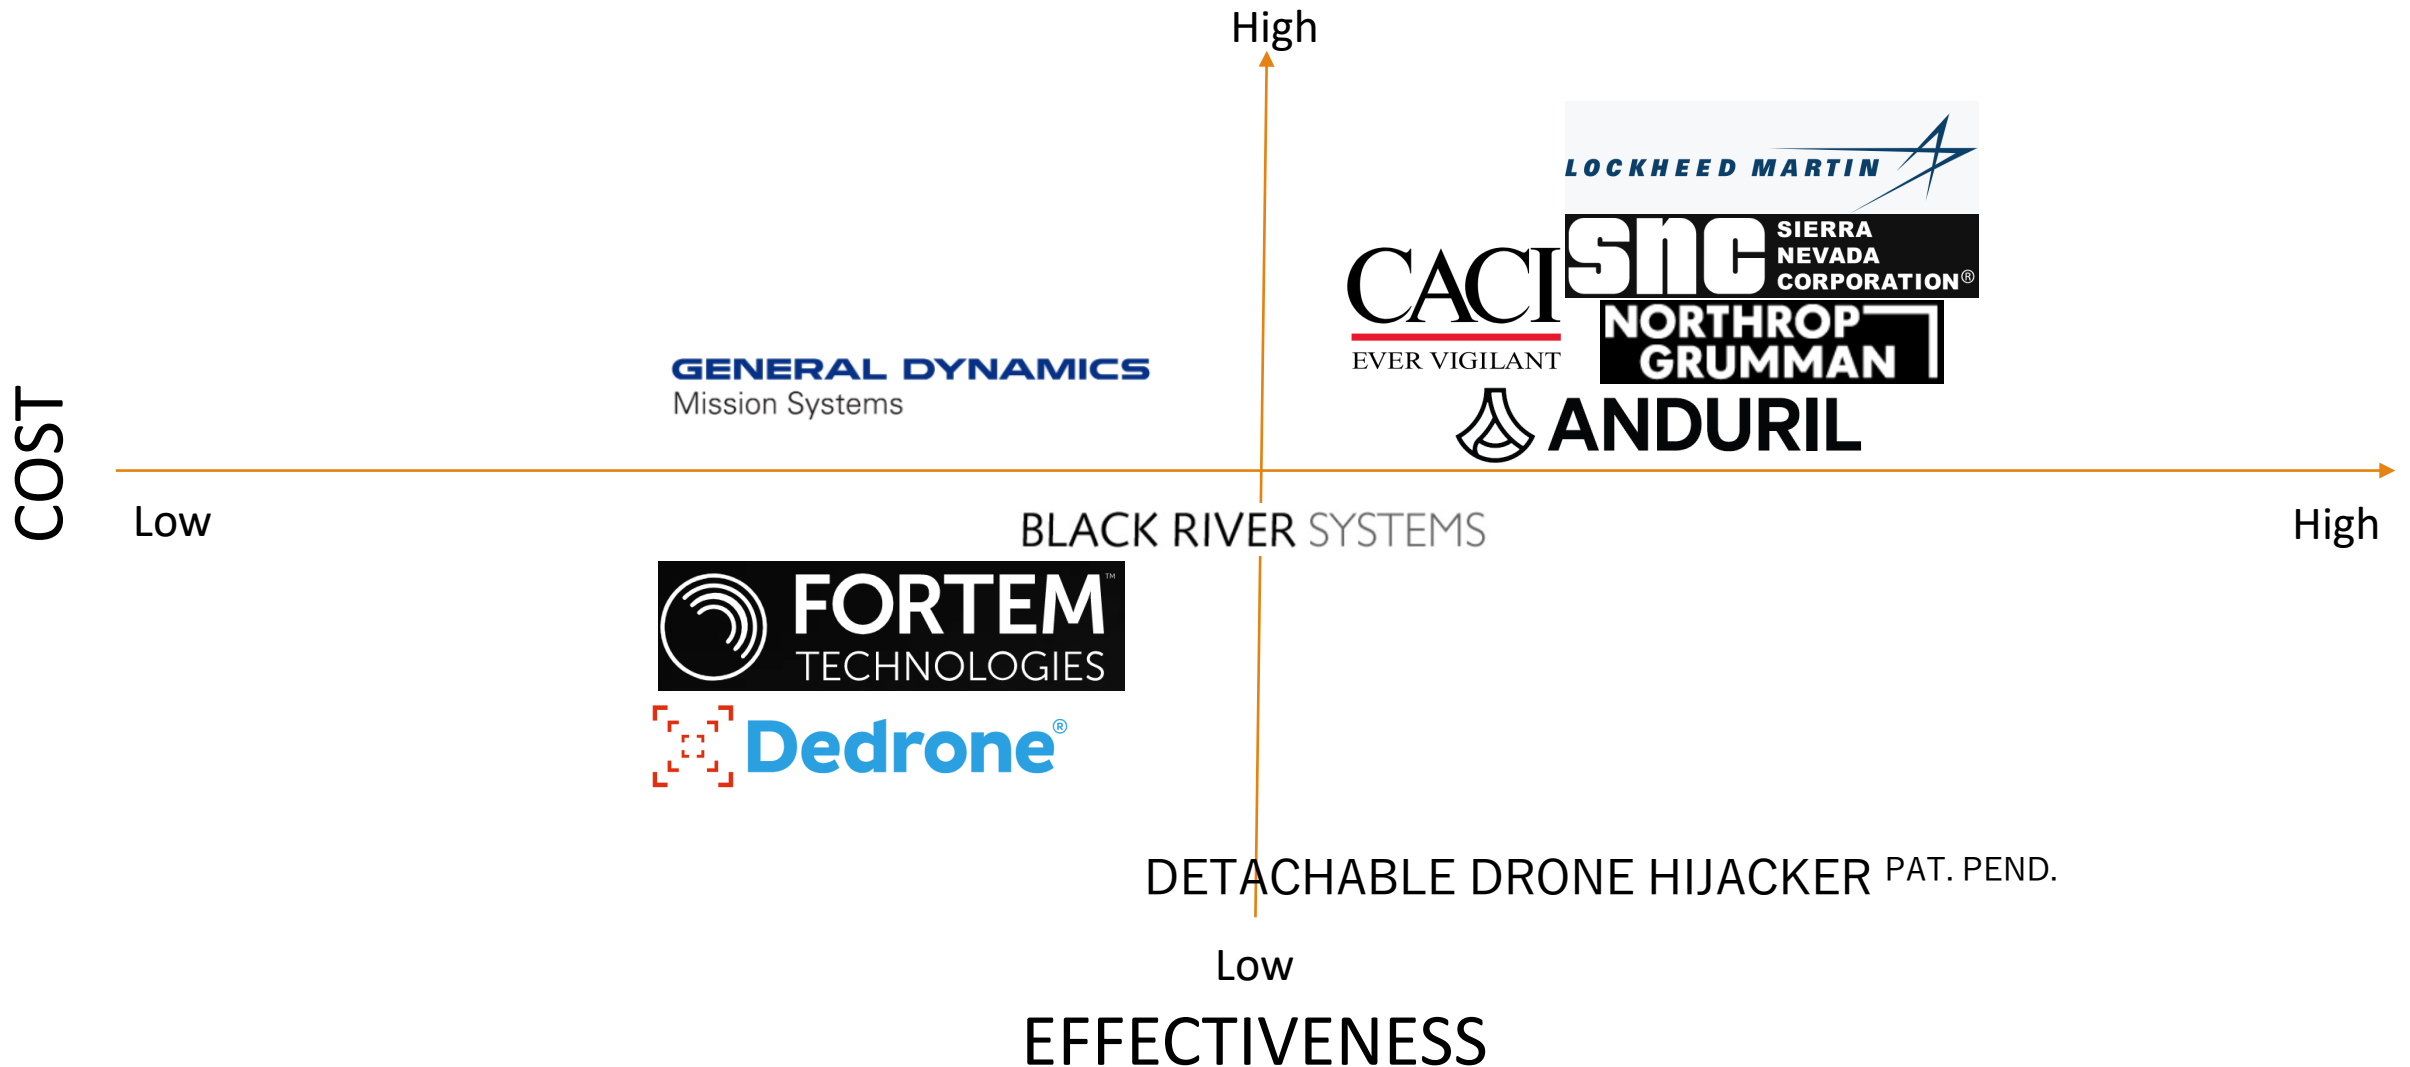 High
LOCKHEED MARTIN
snc SIERRA
NEVADA
CORPORATION®
CACI
EVER VIGILANT
NORTHROP
GRUMMAN
GENERAL DYNAMICS
Mission Systems
ANDURIL
COST
Low
High
BLACK RIVER SYSTEMS
FORTEM™
TECHNOLOGIES
Dedrone®
DETACHABLE DRONE HIJACKER PAT. PEND.
Low
EFFECTIVENESS